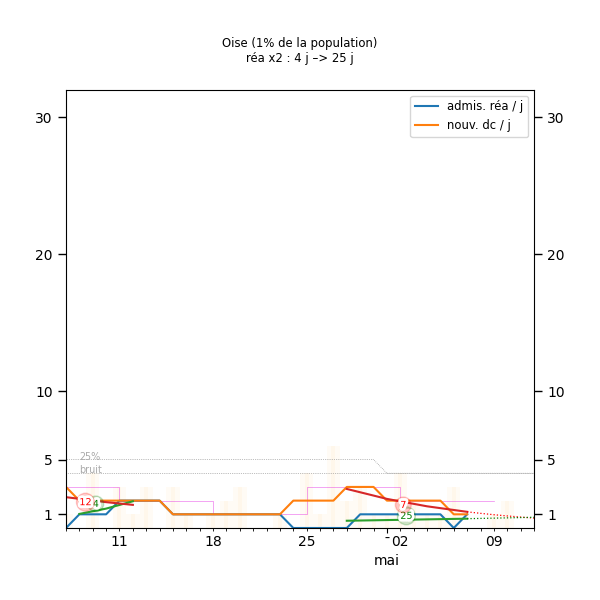 Oise (1% de la population)
réa x2 : 4 j –> 25 j
admis. réa / j
nouv. dc / j
30 30
20 20
10 10
25%
5 5
bruit
12 4
7
25
1 1
11 18 25 02 09
mai